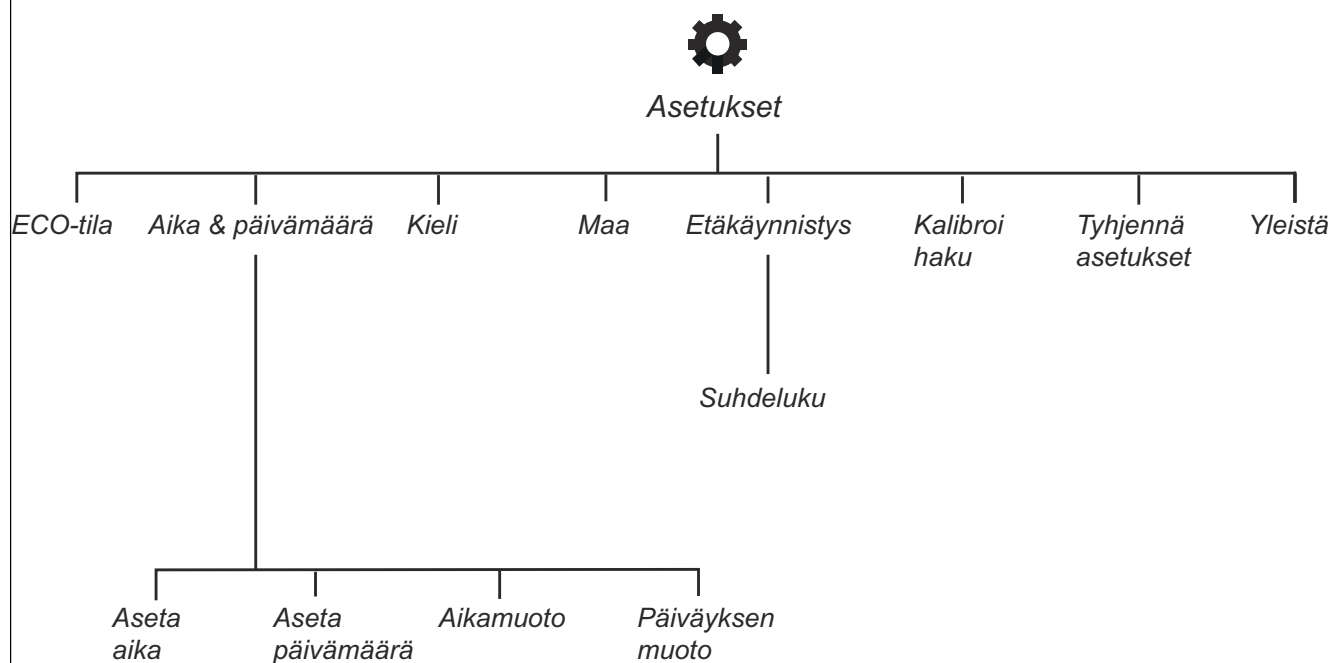 Asetukset
ECO-tila
Aika & päivämäärä
Kieli
Maa
Etäkäynnistys
Kalibroi
haku
Tyhjennä
asetukset
Yleistä
Suhdeluku
Aseta
aika
Aseta
päivämäärä
Aikamuoto
Päiväyksen
muoto